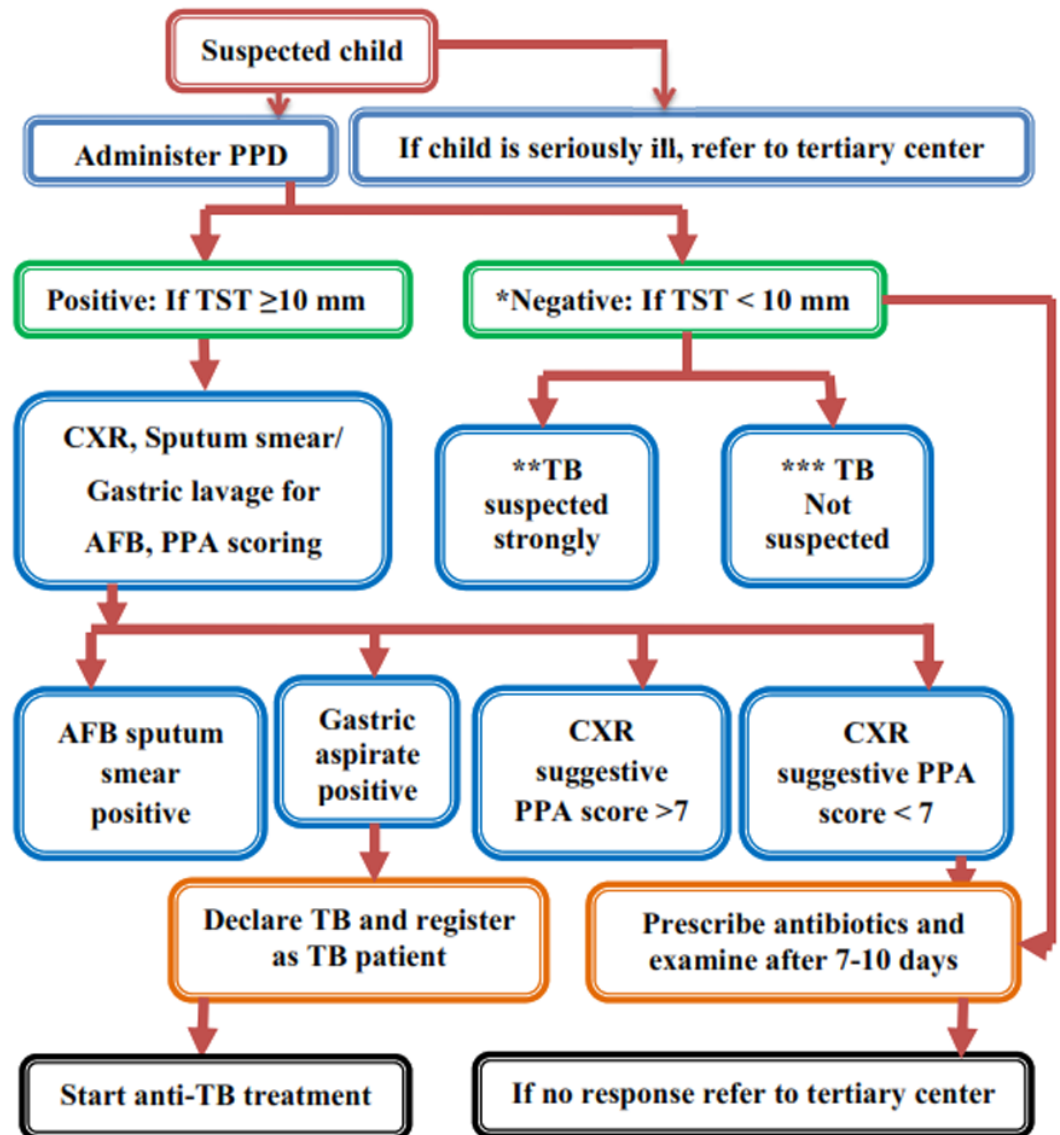 Suspected child
Administer PPD
If child is seriously ill, refer to tertiary center
Positive: If TST ≥10 mm
*Negative: If TST < 10 mm
CXR, Sputum smear/
Gastric lavage for
AFB, PPA scoring
**TB
suspected
strongly
*** TB
Not
suspected
AFB sputum
smear
positive
Gastric
aspirate
positive
CXR
suggestive
PPA score >7
CXR
suggestive PPA
score < 7
Declare TB and register
as TB patient
Prescribe antibiotics and
examine after 7-10 days
Start anti-TB treatment
If no response refer to tertiary center